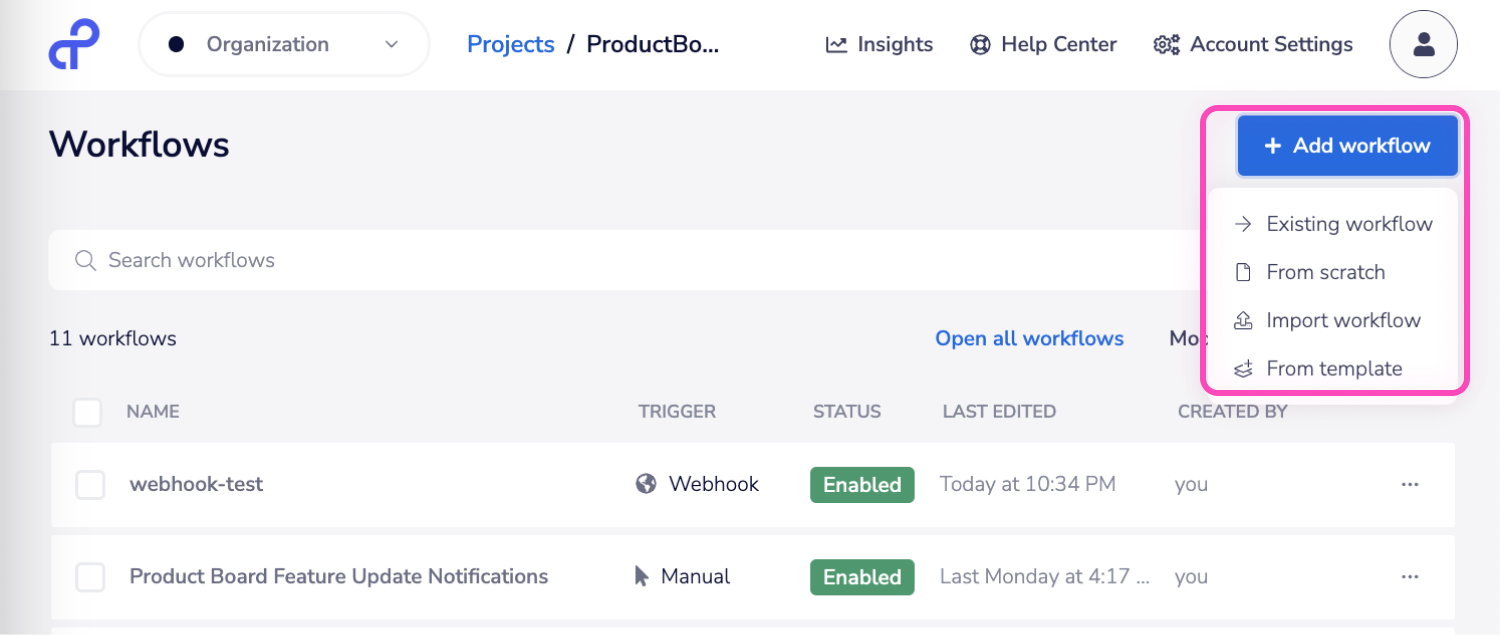 Organization
Projects / ProductBo...
Insights
Help Center
Account Settings
Workflows
+ Add workflow
Existing workflow
From scratch
Import workflow
From template
Search workflows
11 workflows
Open all workflows
NAME TRIGGER STATUS LAST EDITED CREATED BY
webhook-test Webhook Enabled Today at 10:34 PM you ...
Product Board Feature Update Notifications Manual Enabled Last Monday at 4:17 ... you ...